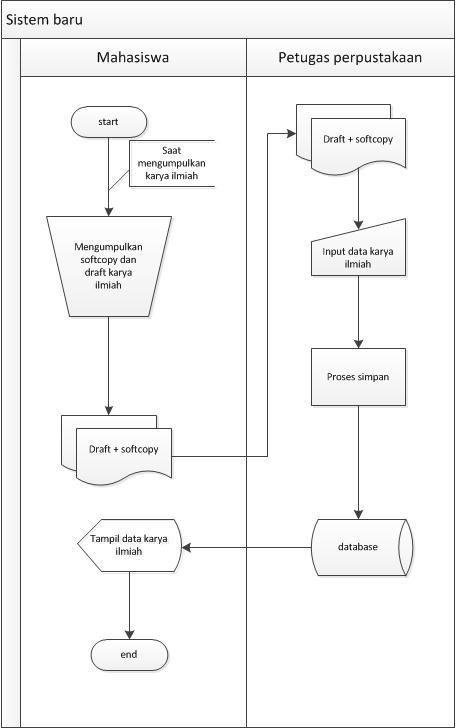 Sistem baru
Mahasiswa
Petugas perpustakaan
start
Saat
mengumpulkan
karya ilmiah
Mengumpulkan
softcopy dan
draft karya
ilmiah
Draft + softcopy
Draft + softcopy
Input data karya
ilmiah
Proses simpan
database
Tampil data karya
ilmiah
end